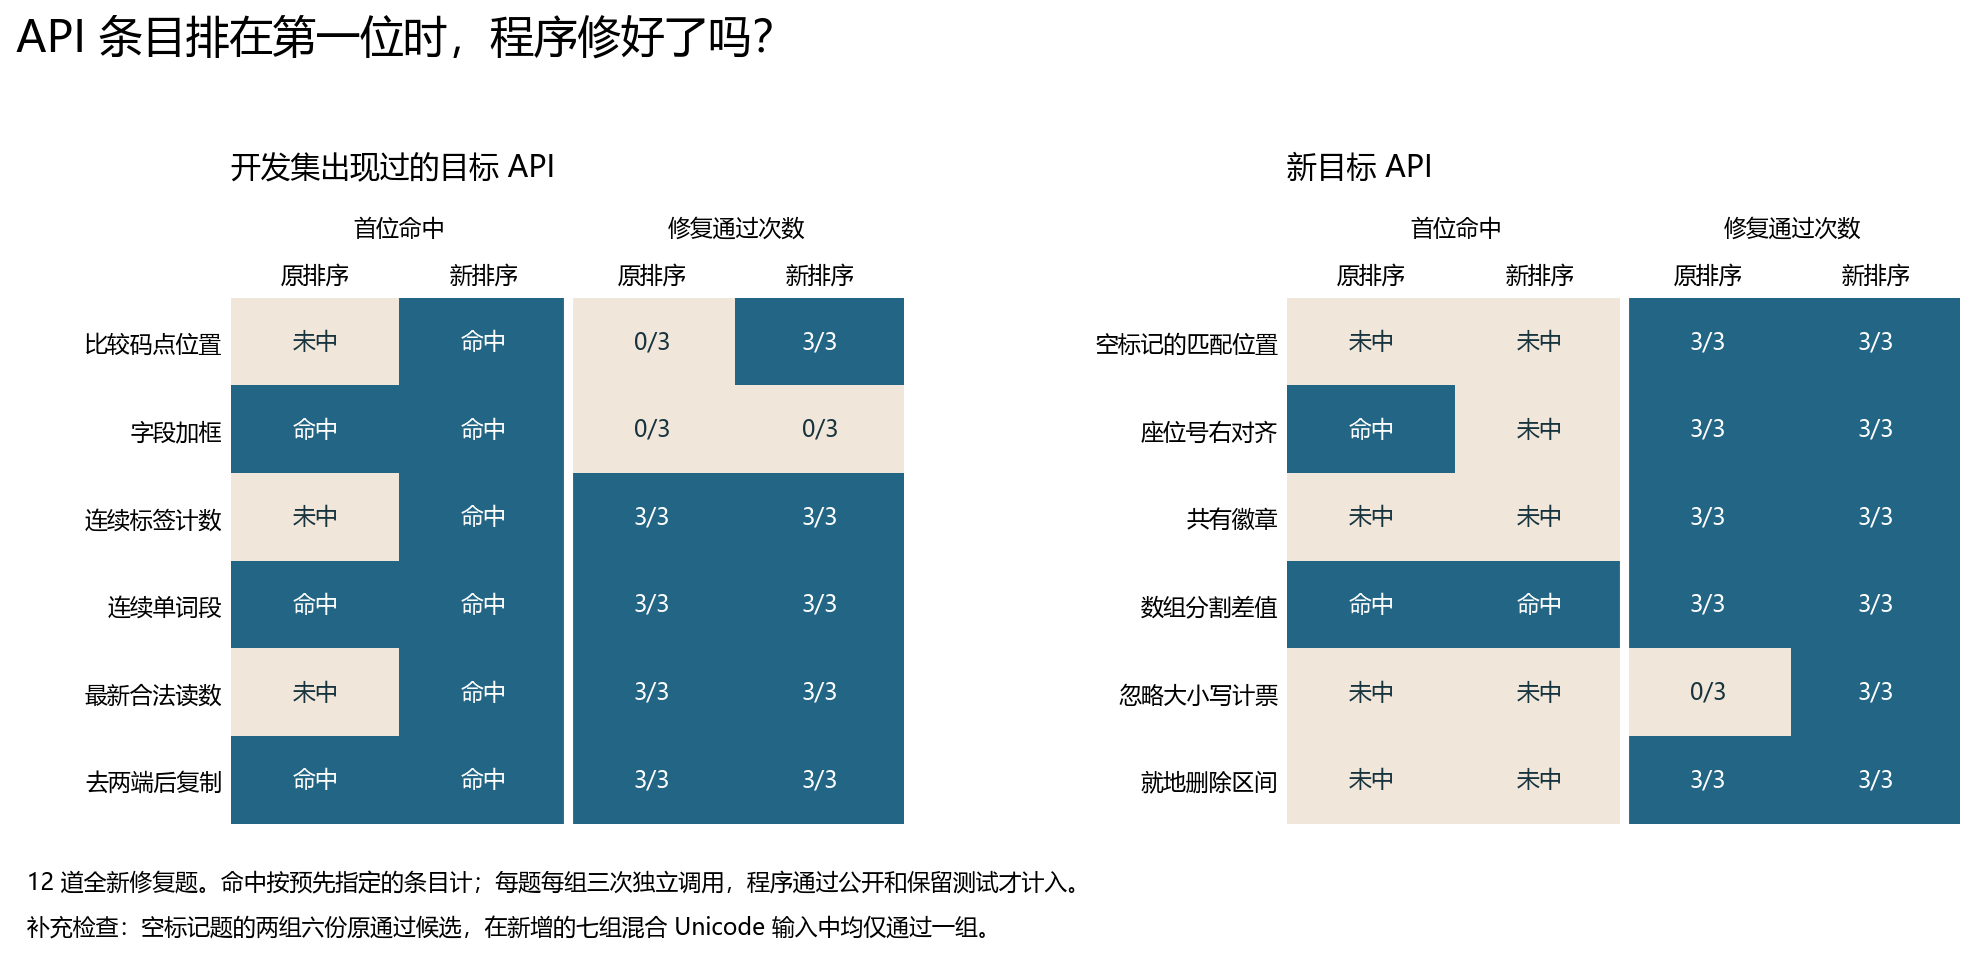 API 条目排在第一位时，程序修好了吗？
开发集出现过的目标 API
首位命中 修复通过次数
原排序 新排序 原排序 新排序
比较码点位置 未中 命中 0/3 3/3
字段加框 命中 命中 0/3 0/3
连续标签计数 未中 命中 3/3 3/3
连续单词段 命中 命中 3/3 3/3
最新合法读数 未中 命中 3/3 3/3
去两端后复制 命中 命中 3/3 3/3
新目标 API
首位命中 修复通过次数
原排序 新排序 原排序 新排序
空标记的匹配位置 未中 未中 3/3 3/3
座位号右对齐 命中 未中 3/3 3/3
共有徽章 未中 未中 3/3 3/3
数组分割差值 命中 命中 3/3 3/3
忽略大小写计票 未中 未中 0/3 3/3
就地删除区间 未中 未中 3/3 3/3
12 道全新修复题。命中按预先指定的条目计；每题每组三次独立调用，程序通过公开和保留测试才计入。
补充检查：空标记题的两组六份原通过候选，在新增的七组混合 Unicode 输入中均仅通过一组。